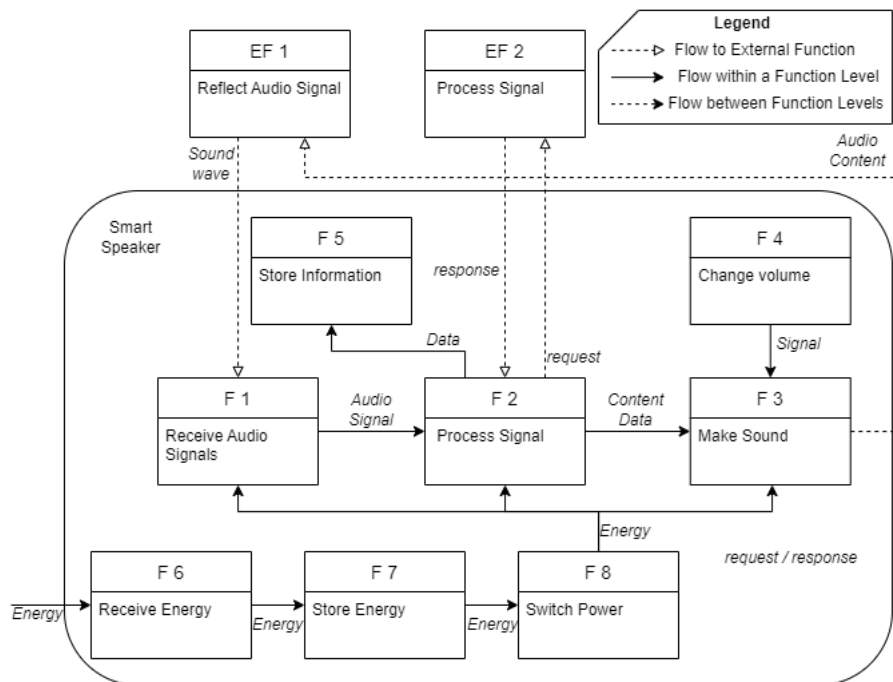 Legend
Flow to External Function
Flow within a Function Level
Flow between Function Levels
EF 1
Reflect Audio Signal
EF 2
Process Signal
Audio
Content
Sound
wave
Smart
Speaker
F 5
Store Information
response
F 4
Change volume
Data
request
Signal
F 1
Receive Audio
Signals
Audio
Signal
F 2
Process Signal
Content
Data
F 3
Make Sound
Energy
request / response
F 6
Receive Energy
F 7
Store Energy
F 8
Switch Power
Energy
Energy
Energy